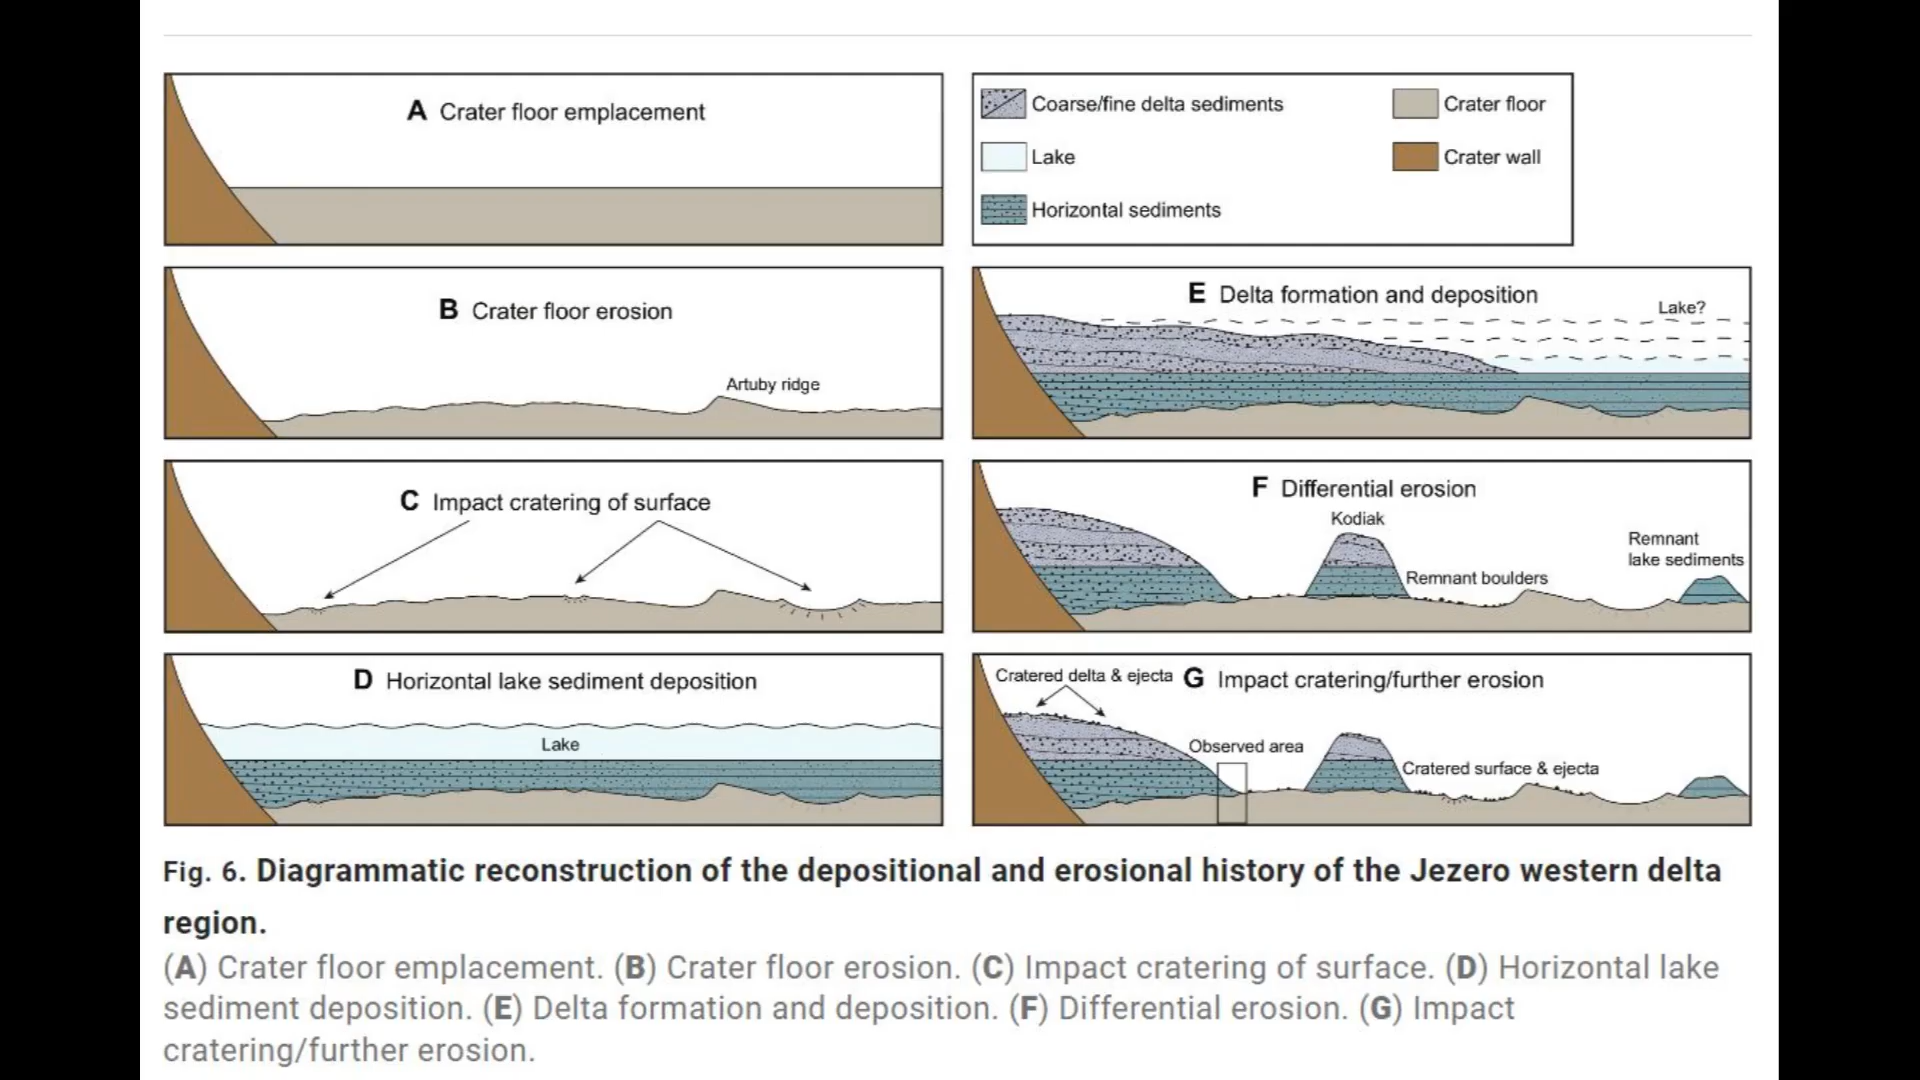 A Crater floor emplacement
Coarse/fine delta sediments
Crater floor
Lake
Crater wall
Horizontal sediments
B Crater floor erosion
Artuby ridge
C Impact cratering of surface
D Horizontal lake sediment deposition
Lake
E Delta formation and deposition
Lake?
F Differential erosion
Kodiak
Remnant
lake sediments
Remnant boulders
Cratered delta & ejecta
G Impact cratering/further erosion
Observed area
Cratered surface & ejecta
Fig. 6. Diagrammatic reconstruction of the depositional and erosional history of the Jezero western delta
region.
(A) Crater floor emplacement. (B) Crater floor erosion. (C) Impact cratering of surface. (D) Horizontal lake
sediment deposition. (E) Delta formation and deposition. (F) Differential erosion. (G) Impact
cratering/further erosion.